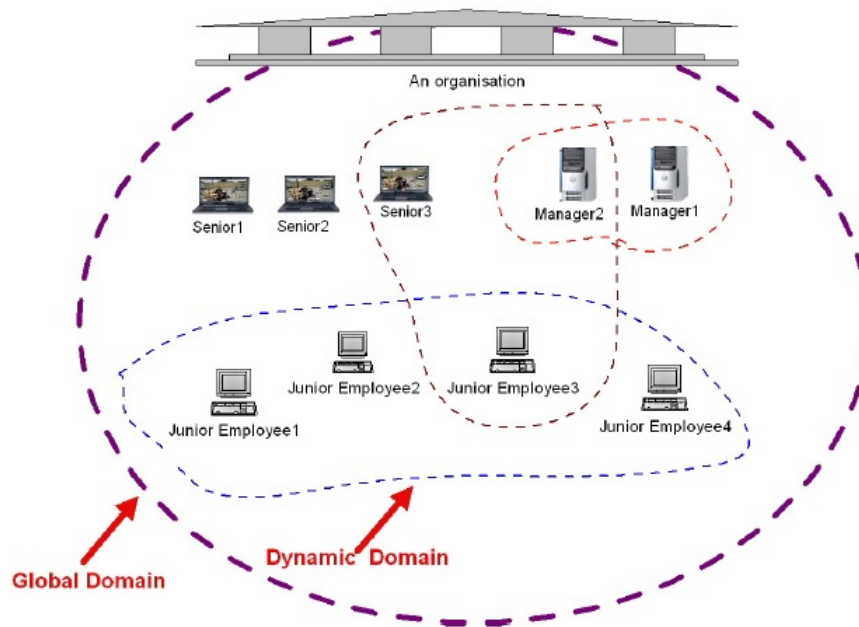 An organisation
Senior1
Senior2
Senior3
Manager2
Manager1
Junior Employee1
Junior Employee2
Junior Employee3
Junior Employee4
Dynamic Domain
Global Domain